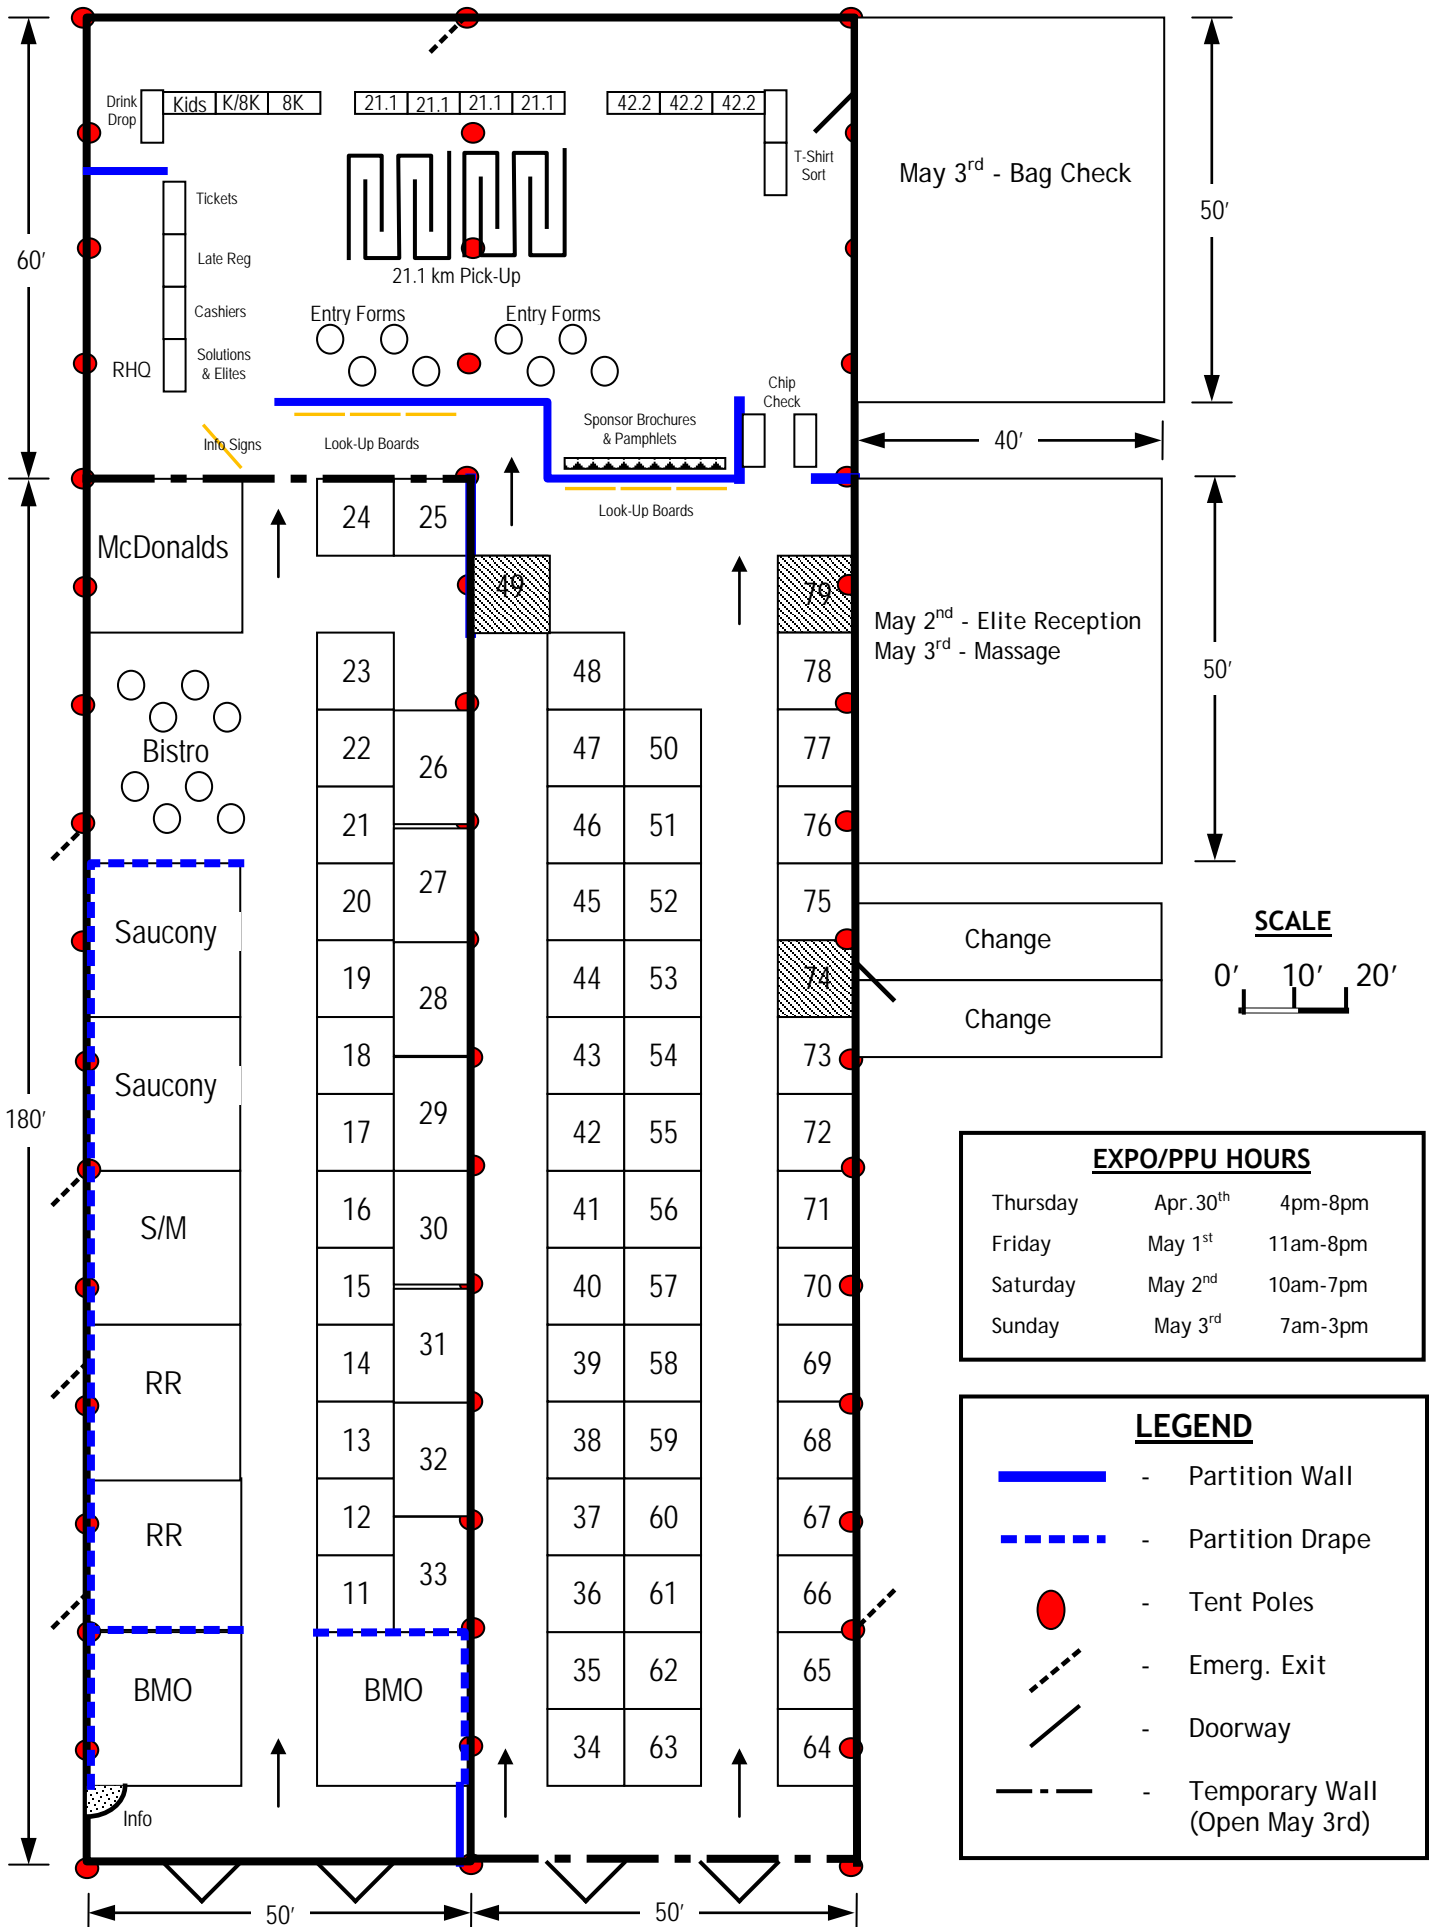 Drink
Drop
Kids K/8K 8K
21.1 21.1 21.1 21.1
42.2 42.2 42.2
T-Shirt
Sort
May 3rd - Bag Check
50'
60'
Tickets
Late Reg
Cashiers
Solutions
& Elites
RHQ
21.1 km Pick-Up
Entry Forms
Entry Forms
Chip
Check
Sponsor Brochures
& Pamphlets
Info Signs
Look-Up Boards
Look-Up Boards
40'
McDonalds
24 25
49
79
May 2nd - Elite Reception
May 3rd - Massage
50'
23
48
78
Bistro
22
26
47 50
77
21
46 51
76
Saucony
20
27
45 52
75
Change
19
28
44 53
74
Change
SCALE
0' 10' 20'
Saucony
18
43 54
73
180'
17
29
42 55
72
S/M
16
30
41 56
71
15
40 57
70
RR
14
31
39 58
69
13
32
38 59
68
RR
12
37 60
67
11
33
36 61
66
BMO
BMO
35 62
65
34 63
64
Info
50'
50'
EXPO/PPU HOURS
Thursday Apr.30th 4pm-8pm
Friday May 1st 11am-8pm
Saturday May 2nd 10am-7pm
Sunday May 3rd 7am-3pm
LEGEND
- Partition Wall
- Partition Drape
- Tent Poles
- Emerg. Exit
- Doorway
- Temporary Wall
(Open May 3rd)